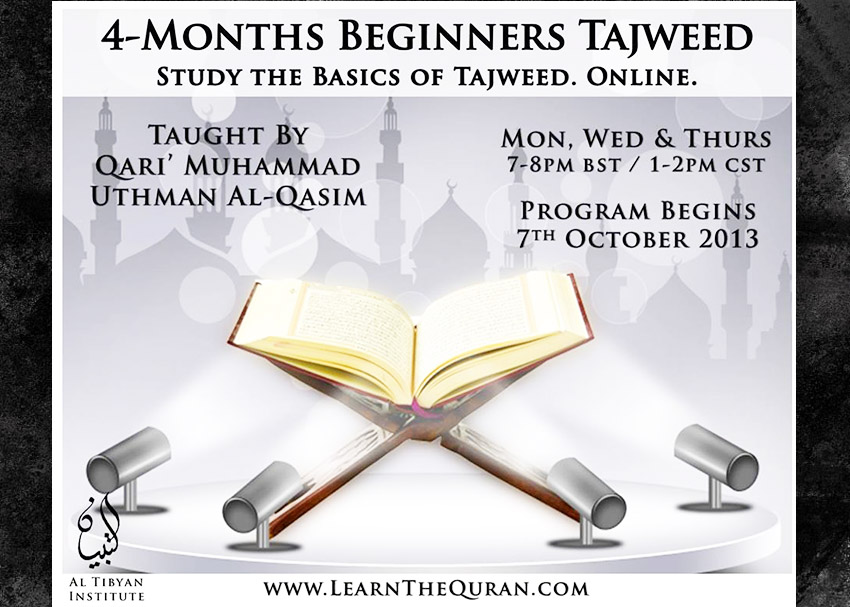 4-Months Beginners Tajweed
Study the Basics of Tajweed. Online.
Taught By
Qari' Muhammad
Uthman Al-Qasim
Mon, Wed & Thurs
7-8pm bst / 1-2pm cst
Program Begins
7th October 2013
التبيان
Al Tibyan
Institute
www.LearnTheQuran.com